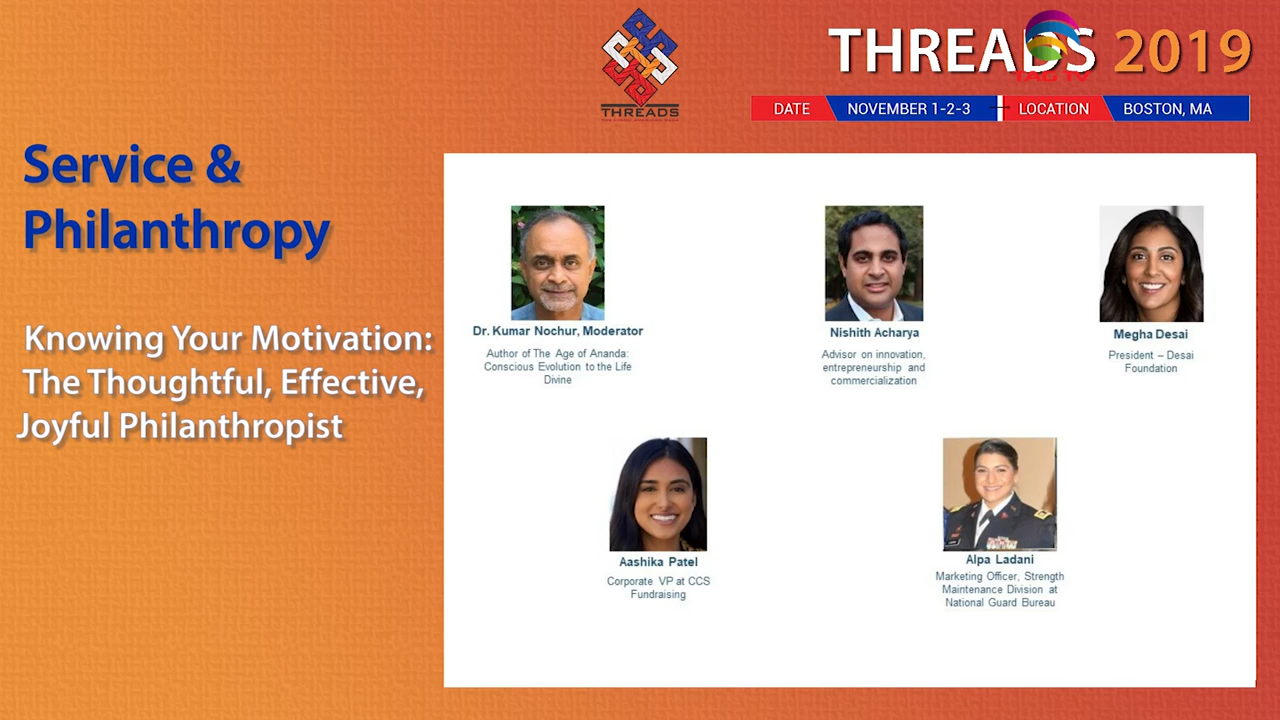 THREADS 2019
THREADS
TAG TV
DATE NOVEMBER 1-2-3 LOCATION BOSTON, MA
Service &
Philanthropy
Knowing Your Motivation:
The Thoughtful, Effective,
Joyful Philanthropist
Dr. Kumar Nochur, Moderator
Author of The Age of Ananda:
Conscious Evolution to the Life
Divine
Nishith Acharya
Advisor on innovation,
entrepreneurship and
commercialization
Megha Desai
President – Desai
Foundation
Aashika Patel
Corporate VP at CCS
Fundraising
Alpa Ladani
Marketing Officer, Strength
Maintenance Division at
National Guard Bureau